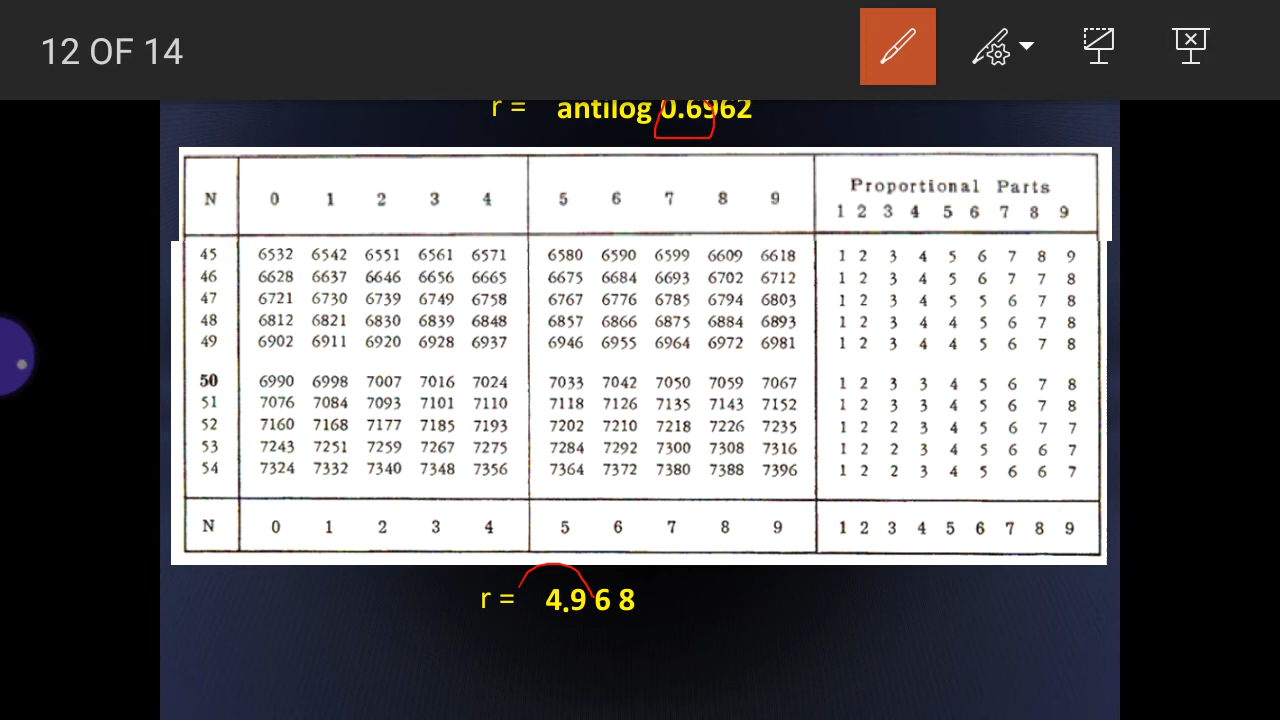 12 OF 14
r = antilog 0.6962
Proportional Parts
N 0 1 2 3 4 5 6 7 8 9 1 2 3 4 5 6 7 8 9
45 6532 6542 6551 6561 6571 6580 6590 6599 6609 6618 1 2 3 4 5 6 7 8 9
46 6628 6637 6646 6656 6665 6675 6684 6693 6702 6712 1 2 3 4 5 6 7 7 8
47 6721 6730 6739 6749 6758 6767 6776 6785 6794 6803 1 2 3 4 5 5 6 7 8
48 6812 6821 6830 6839 6848 6857 6866 6875 6884 6893 1 2 3 4 4 5 6 7 8
49 6902 6911 6920 6928 6937 6946 6955 6964 6972 6981 1 2 3 4 4 5 6 7 8
50 6990 6998 7007 7016 7024 7033 7042 7050 7059 7067 1 2 3 3 4 5 6 7 8
51 7076 7084 7093 7101 7110 7118 7126 7135 7143 7152 1 2 3 3 4 5 6 7 8
52 7160 7168 7177 7185 7193 7202 7210 7218 7226 7235 1 2 2 3 4 5 6 7 7
53 7243 7251 7259 7267 7275 7284 7292 7300 7308 7316 1 2 2 3 4 5 6 6 7
54 7324 7332 7340 7348 7356 7364 7372 7380 7388 7396 1 2 2 3 4 5 6 6 7
N 0 1 2 3 4 5 6 7 8 9 1 2 3 4 5 6 7 8 9
r = 4.9 6 8